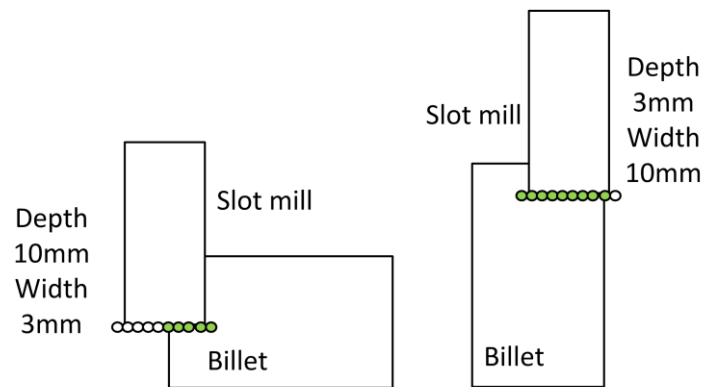 Depth
10mm
Width
3mm
Slot mill
Billet
Slot mill
Depth
3mm
Width
10mm
Billet